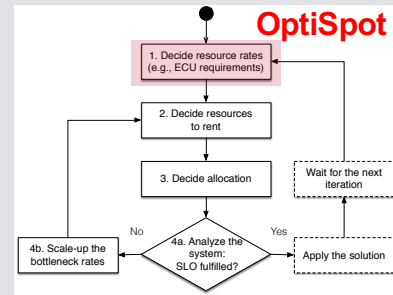 OptiSpot
1. Decide resource rates
(e.g., ECU requirements)
2. Decide resources
to rent
3. Decide allocation
Wait for the next
iteration
No
4a. Analyze the
system:
SLO fulfilled?
Yes
4b. Scale-up the
bottleneck rates
Apply the solution